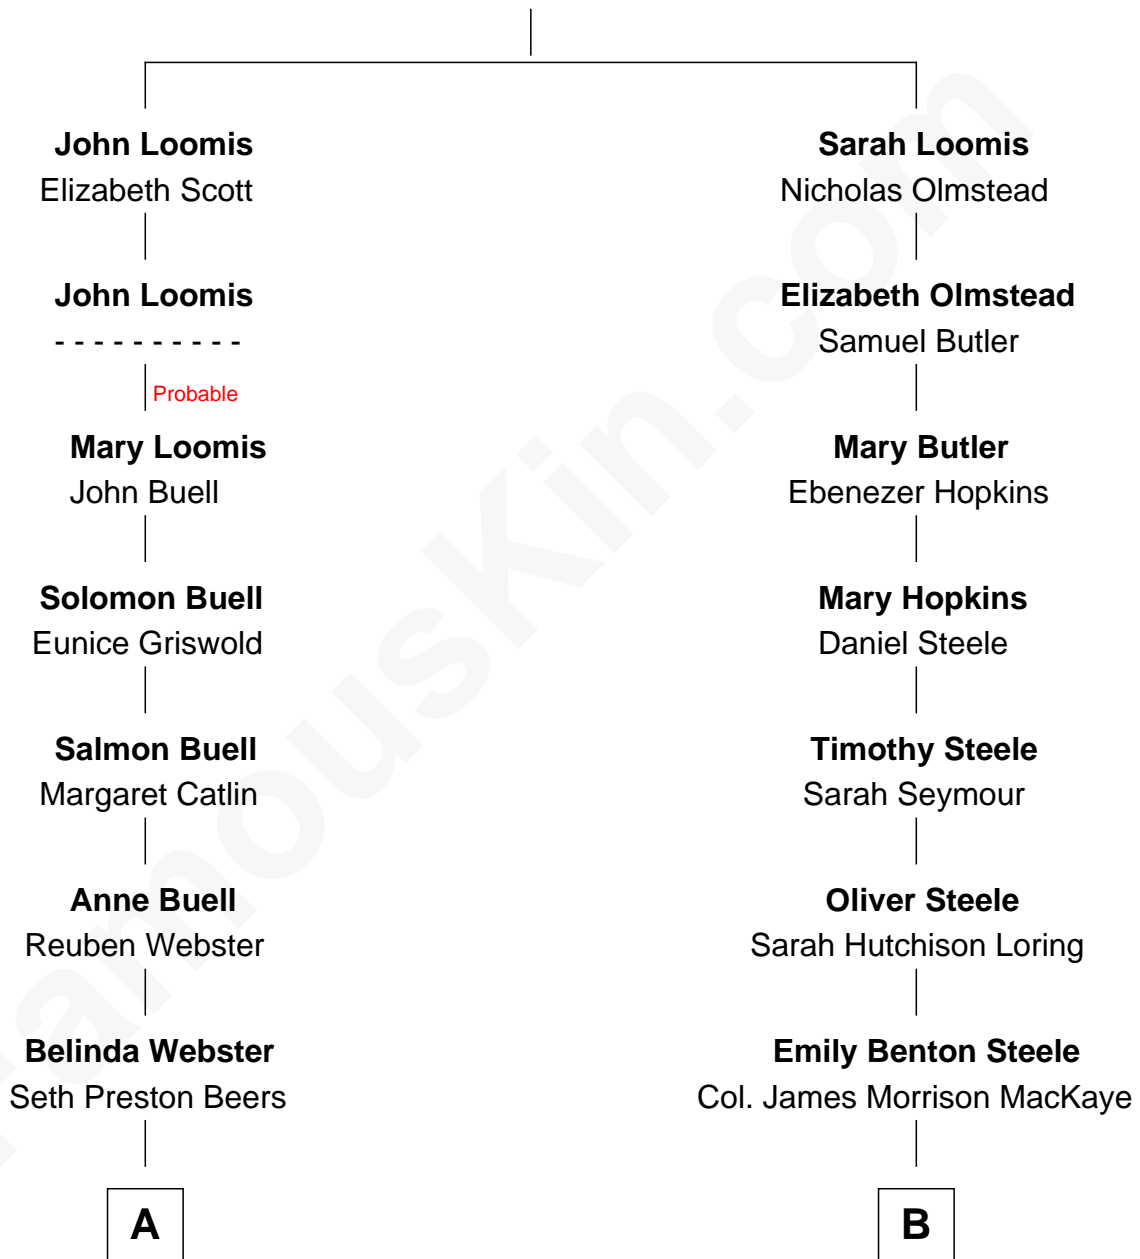 John Loomis
Elizabeth Scott
John Loomis
- - - - - - - - - -
Probable
Mary Loomis
John Buell
Solomon Buell
Eunice Griswold
Salmon Buell
Margaret Catlin
Anne Buell
Reuben Webster
Belinda Webster
Seth Preston Beers
A
Sarah Loomis
Nicholas Olmstead
Elizabeth Olmstead
Samuel Butler
Mary Butler
Ebenezer Hopkins
Mary Hopkins
Daniel Steele
Timothy Steele
Sarah Seymour
Oliver Steele
Sarah Hutchison Loring
Emily Benton Steele
Col. James Morrison MacKaye
B
FamousKin.com